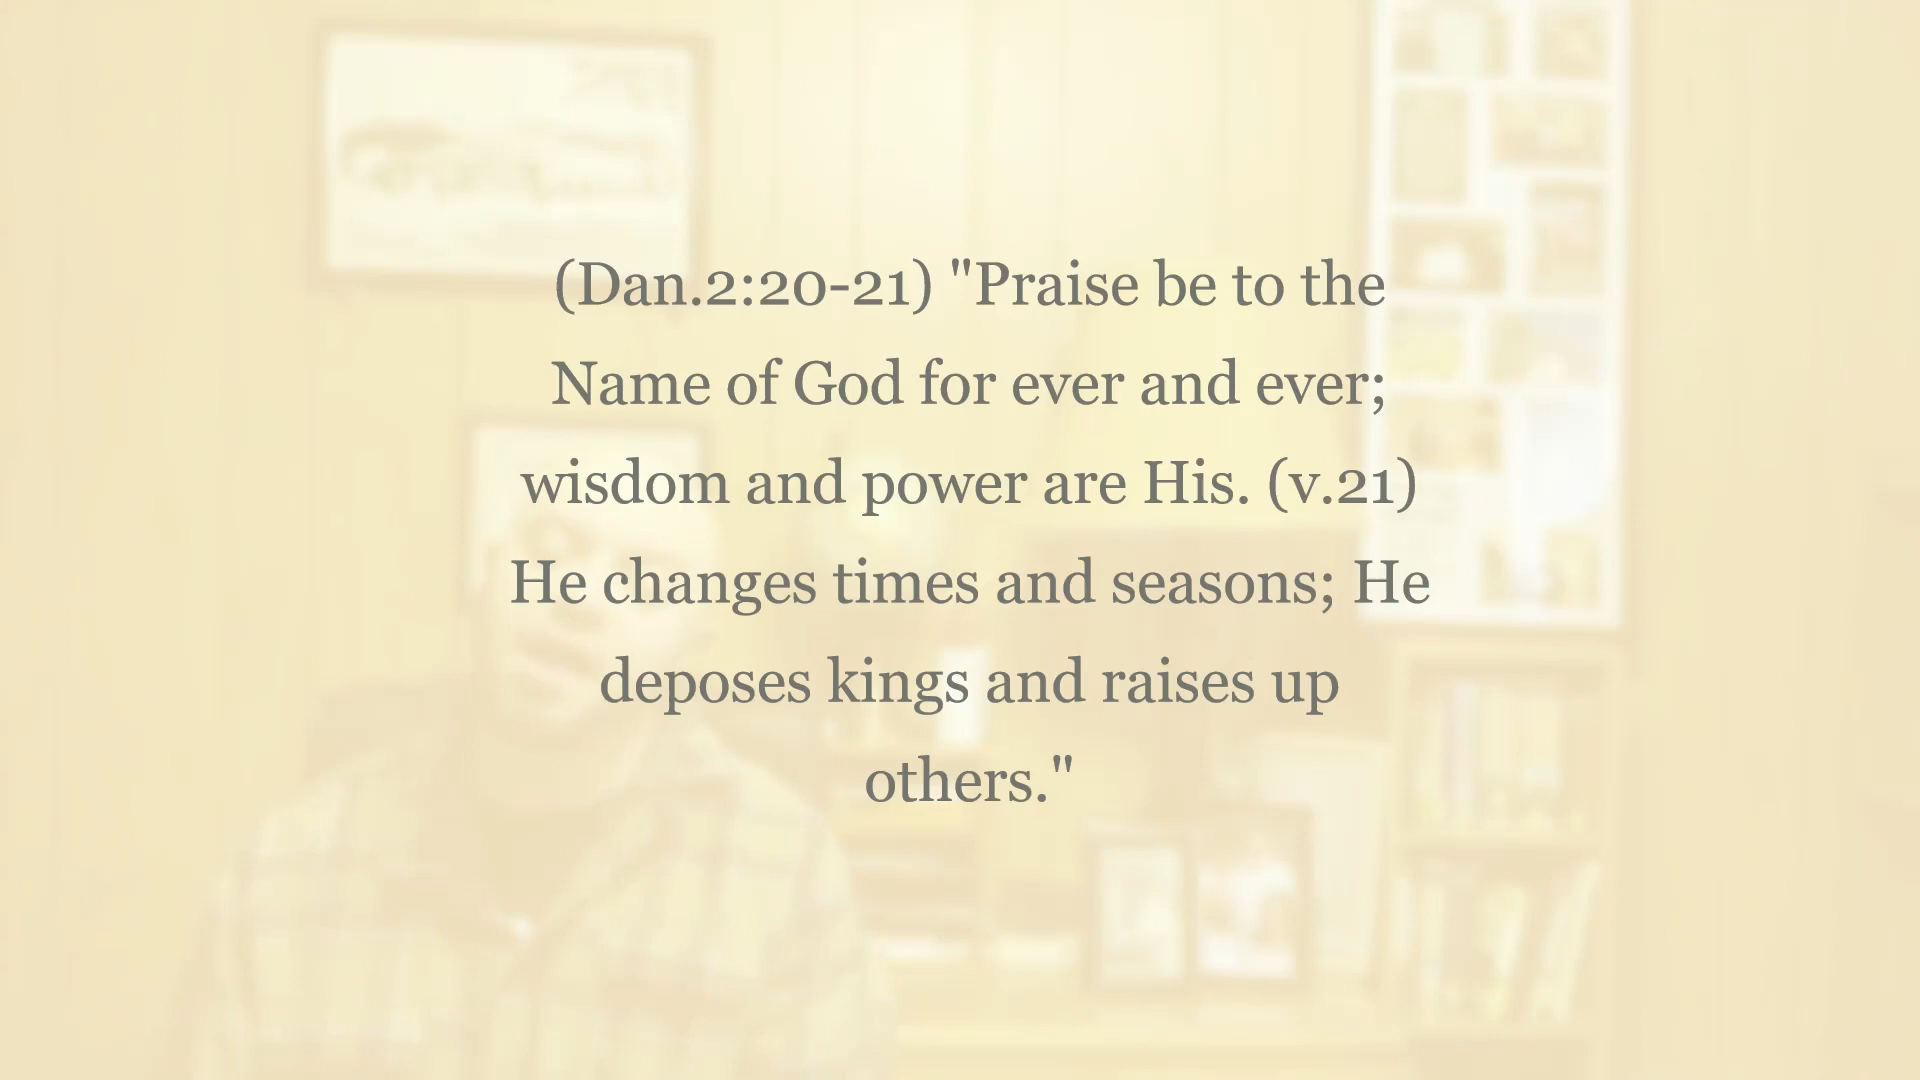 (Dan.2:20-21) "Praise be to the
Name of God for ever and ever;
wisdom and power are His. (v.21)
He changes times and seasons; He
deposes kings and raises up
others."